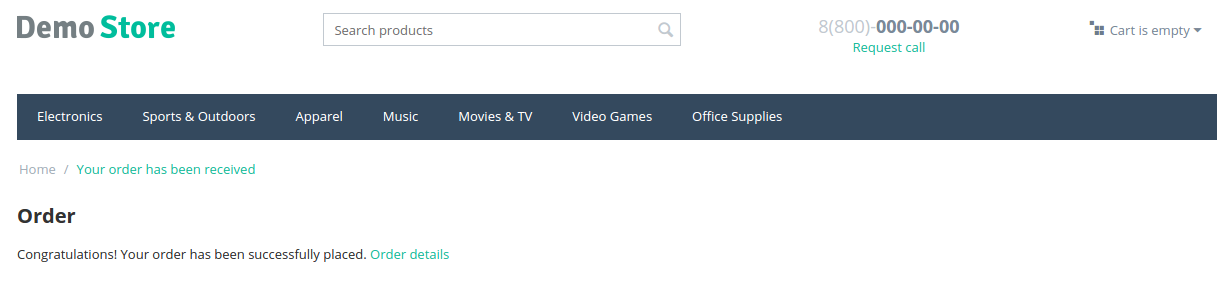 Demo Store
Search products
8(800)-000-00-00
Request call
Cart is empty
Electronics Sports & Outdoors Apparel Music Movies & TV Video Games Office Supplies
Home / Your order has been received
Order
Congratulations! Your order has been successfully placed. Order details